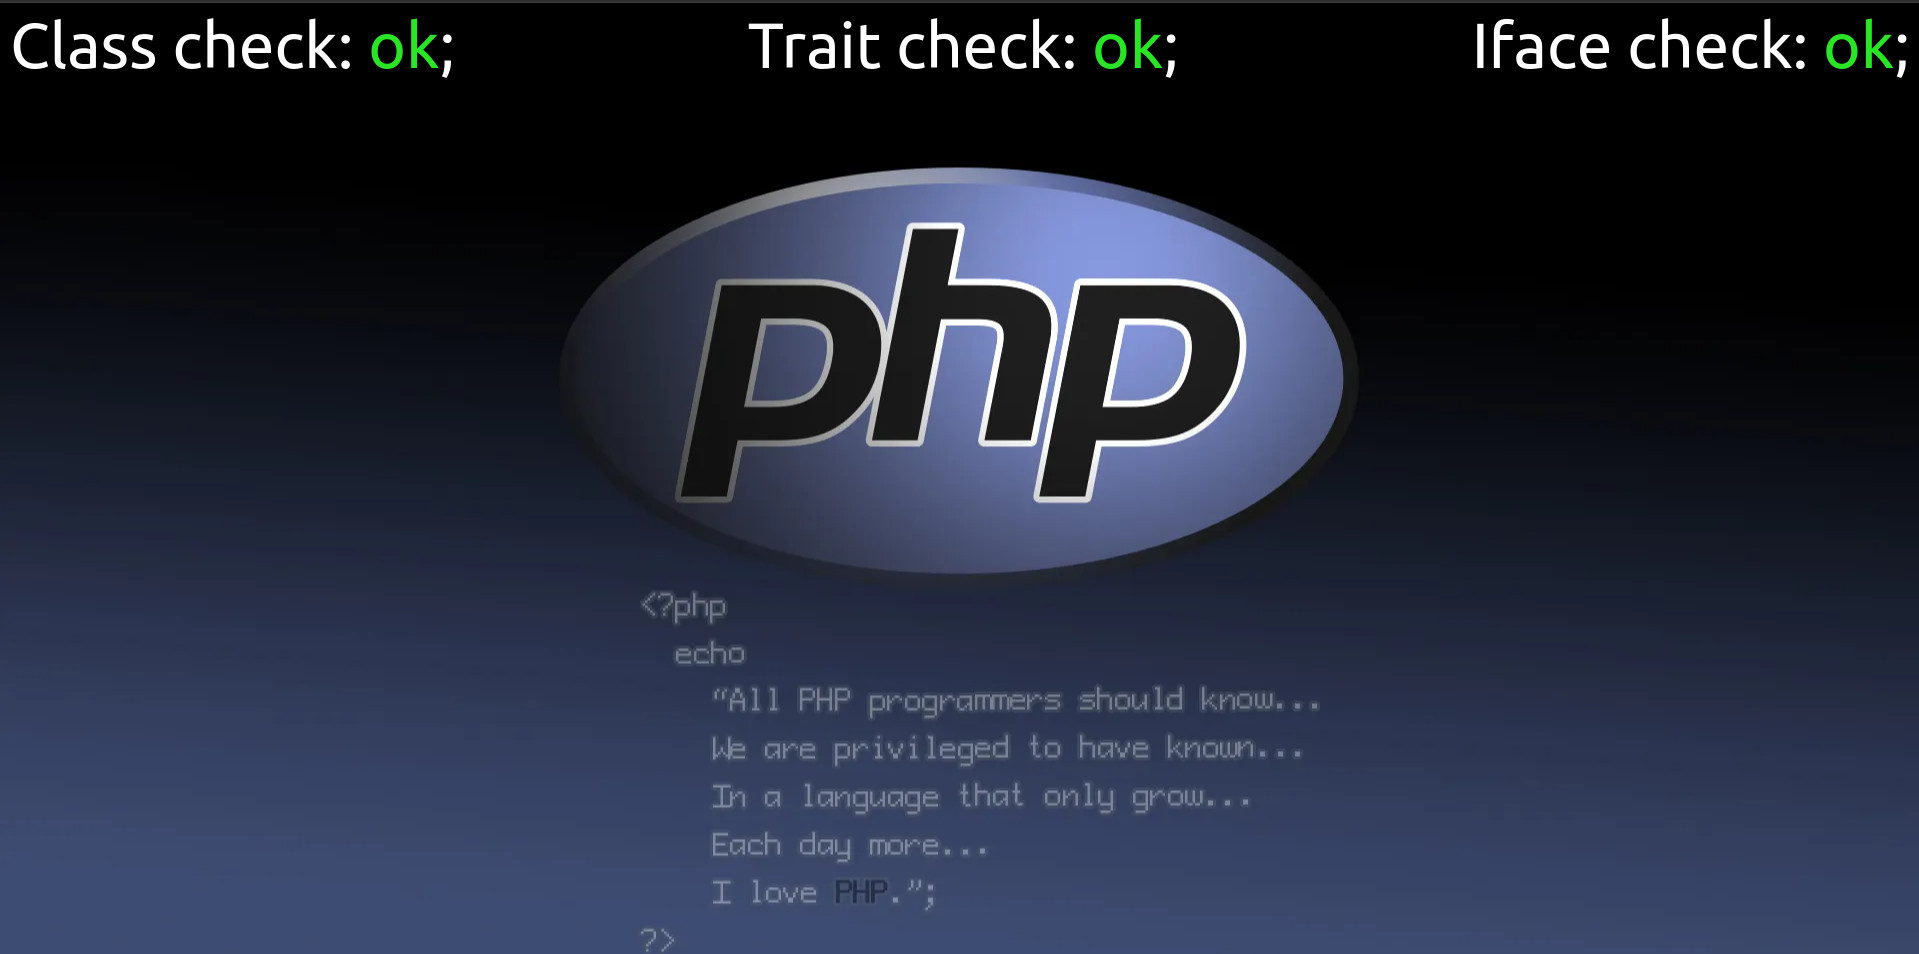 Class check: ok; Trait check: ok; Iface check: ok;
php
<?php
echo
“All PHP programmers should know...
We are privileged to have known...
In a language that only grow...
Each day more...
I love PHP.”;
?>